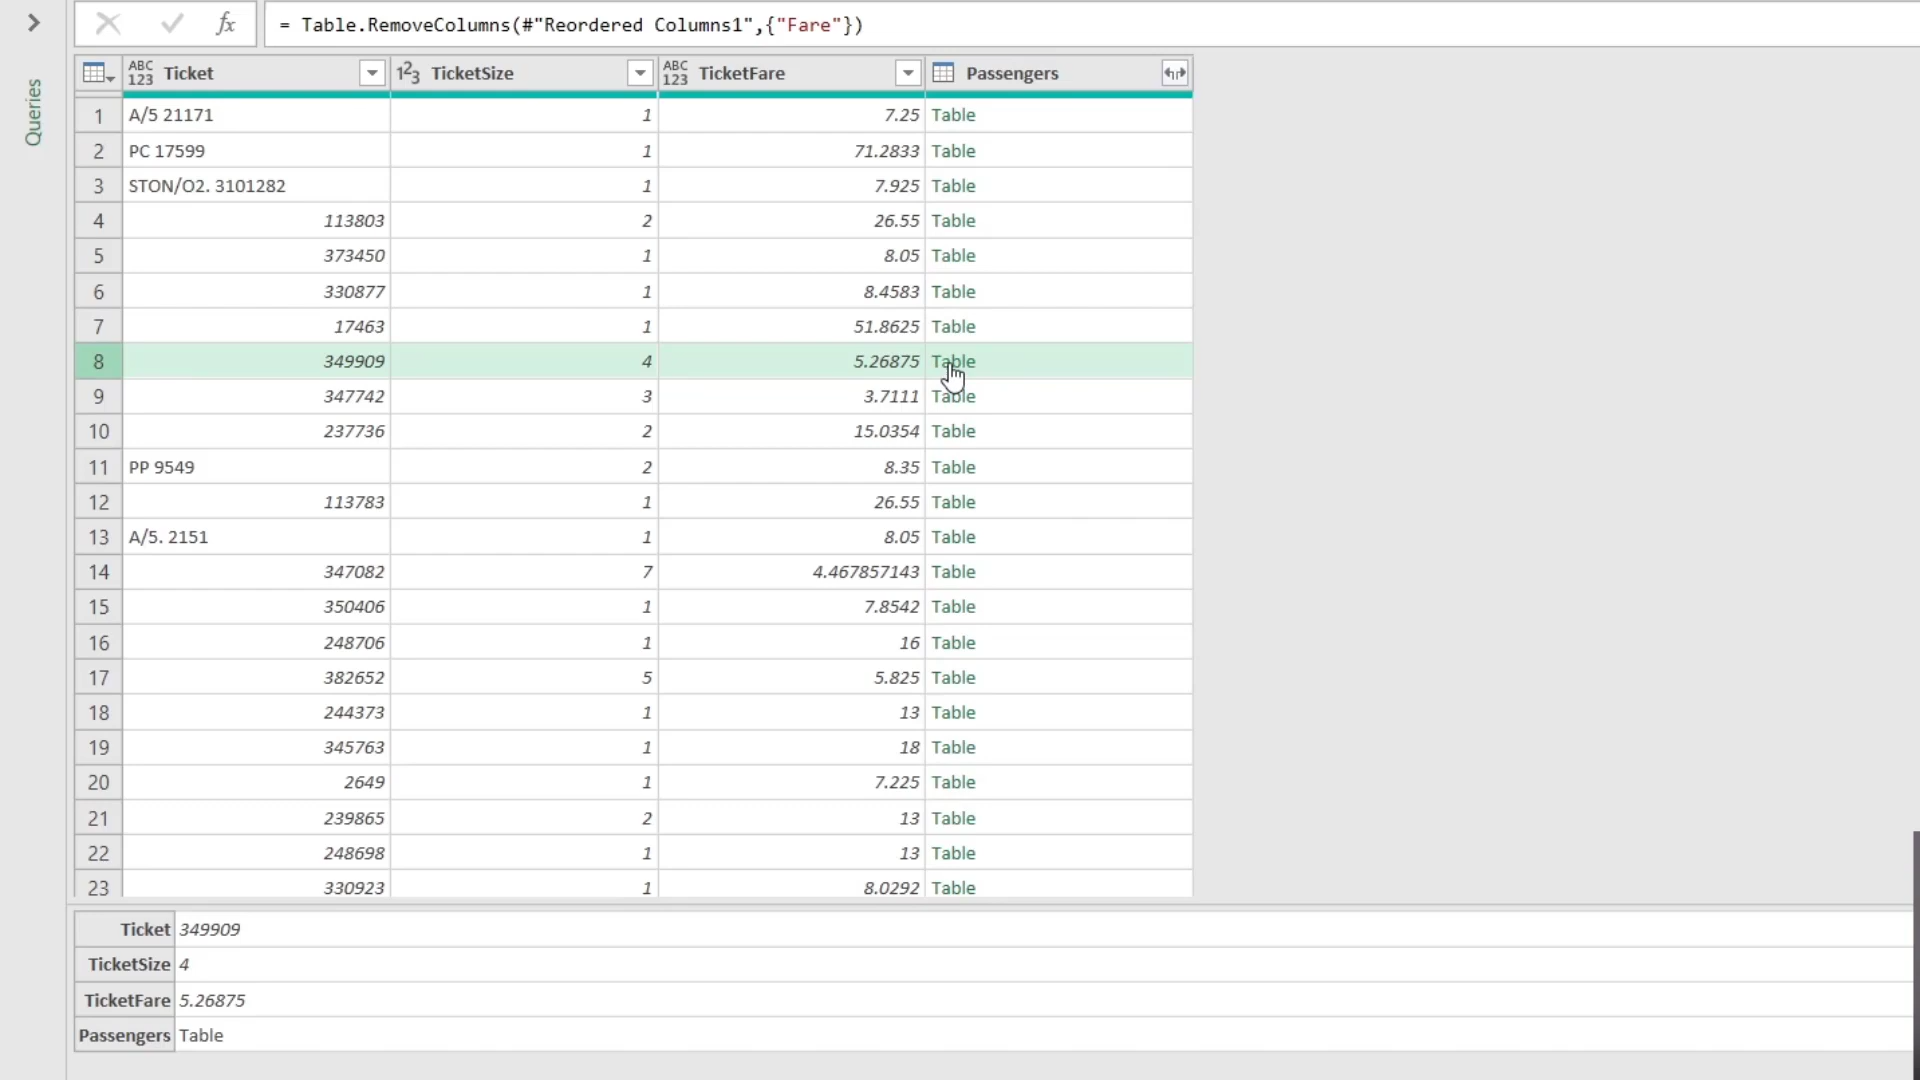 = Table.RemoveColumns(#"Reordered Columns1",{"Fare"})
Queries
ABC 123 Ticket 123 TicketSize ABC 123 TicketFare Passengers
1 A/5 21171 1 7.25 Table
2 PC 17599 1 71.2833 Table
3 STON/O2. 3101282 1 7.925 Table
4 113803 2 26.55 Table
5 373450 1 8.05 Table
6 330877 1 8.4583 Table
7 17463 1 51.8625 Table
8 349909 4 5.26875 Table
9 347742 3 3.7111 Table
10 237736 2 15.0354 Table
11 PP 9549 2 8.35 Table
12 113783 1 26.55 Table
13 A/5. 2151 1 8.05 Table
14 347082 7 4.467857143 Table
15 350406 1 7.8542 Table
16 248706 1 16 Table
17 382652 5 5.825 Table
18 244373 1 13 Table
19 345763 1 18 Table
20 2649 1 7.225 Table
21 239865 2 13 Table
22 248698 1 13 Table
23 330923 1 8.0292 Table
Ticket 349909
TicketSize 4
TicketFare 5.26875
Passengers Table